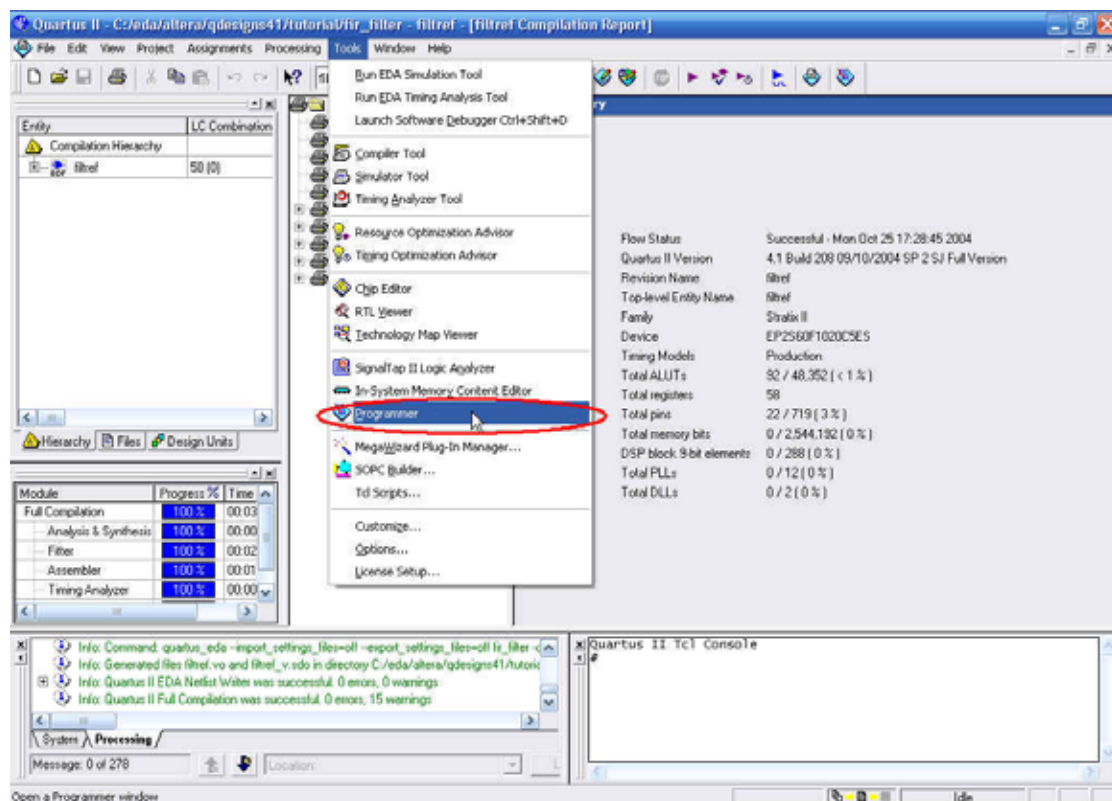 Quartus II - C:/eda/altera/qdesigns41/tutorial/fir_filter - filtref - [filtref Compilation Report]
File Edit View Project Assignments Processing Tools Window Help
Entity LC Combination
Compilation Hierarchy
filtref 50 (0)
Hierarchy Files Design Units
Module Progress % Time
Full Compilation 100 % 00:03
Analysis & Synthesis 100 % 00:00
Fitter 100 % 00:02
Assembler 100 % 00:01
Timing Analyzer 100 % 00:00
Run EDA Simulation Tool
Run EDA Timing Analysis Tool
Launch Software Debugger Ctrl+Shift+D
Compiler Tool
Simulator Tool
Timing Analyzer Tool
Resource Optimization Advisor
Timing Optimization Advisor
Chip Editor
RTL Viewer
Technology Map Viewer
SignalTap II Logic Analyzer
In-System Memory Content Editor
Programmer
MegaWizard Plug-In Manager...
SOPC Builder...
Tcl Scripts...
Customize...
Options...
License Setup...
Flow Status Successful - Mon Oct 25 17:28:45 2004
Quartus II Version 4.1 Build 208 09/10/2004 SP 2 SJ Full Version
Revision Name filtref
Top-level Entity Name filtref
Family Stratix II
Device EP2S60F1020C5ES
Timing Models Production
Total ALUTs 92 / 48,352 ( < 1 % )
Total registers 58
Total pins 22 / 719 ( 3 % )
Total memory bits 0 / 2,544,192 ( 0 % )
DSP block 9-bit elements 0 / 288 ( 0 % )
Total PLLs 0 / 12 ( 0 % )
Total DLLs 0 / 2 ( 0 % )
Info: Command: quartus_eda --import_settings_files=off --export_settings_files=off fir_filter -c
Info: Generated files filtref.vo and filtref_v.sdo in directory C:/eda/altera/qdesigns41/tutoria
Info: Quartus II EDA Netlist Writer was successful. 0 errors, 0 warnings
Info: Quartus II Full Compilation was successful. 0 errors, 15 warnings
System Processing
Message: 0 of 278 Location:
Quartus II Tcl Console
#
Open a Programmer window Idle